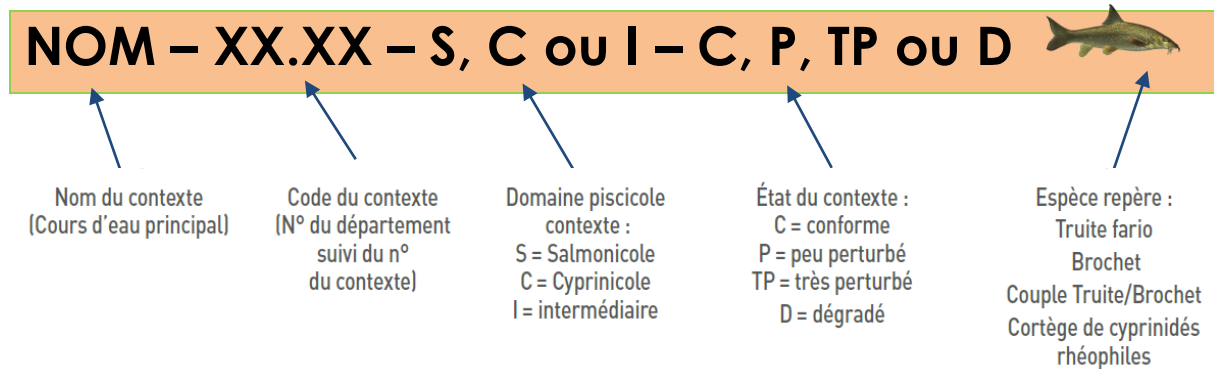 NOM – XX.XX – S, C ou I – C, P, TP ou D
Nom du contexte
(Cours d'eau principal)
Code du contexte
(N° du département
suivi du n°
du contexte)
Domaine piscicole
contexte :
S = Salmonicole
C = Cyprinicole
I = intermédiaire
État du contexte :
C = conforme
P = peu perturbé
TP = très perturbé
D = dégradé
Espèce repère :
Truite fario
Brochet
Couple Truite/Brochet
Cortège de cyprinidés
rhéophiles